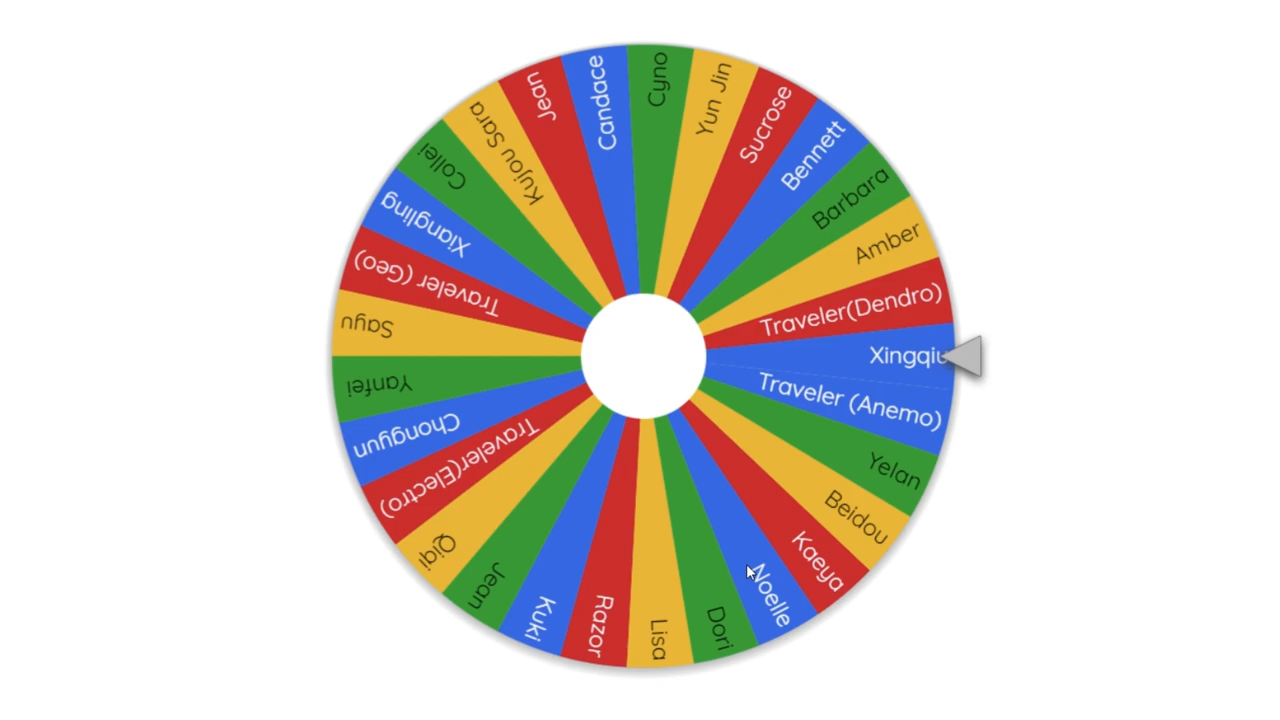 Cyno
Yun Jin
Sucrose
Bennett
Barbara
Amber
Traveler(Dendro)
Xingqiu
Traveler (Anemo)
Yelan
Beidou
Kaeya
Noelle
Dori
Lisa
Razor
Kuki
Jean
Qiqi
Traveler(Electro)
Chongyun
Yanfei
Sayu
Traveler (Geo)
Xiangling
Collei
Kujou Sara
Jean
Candace